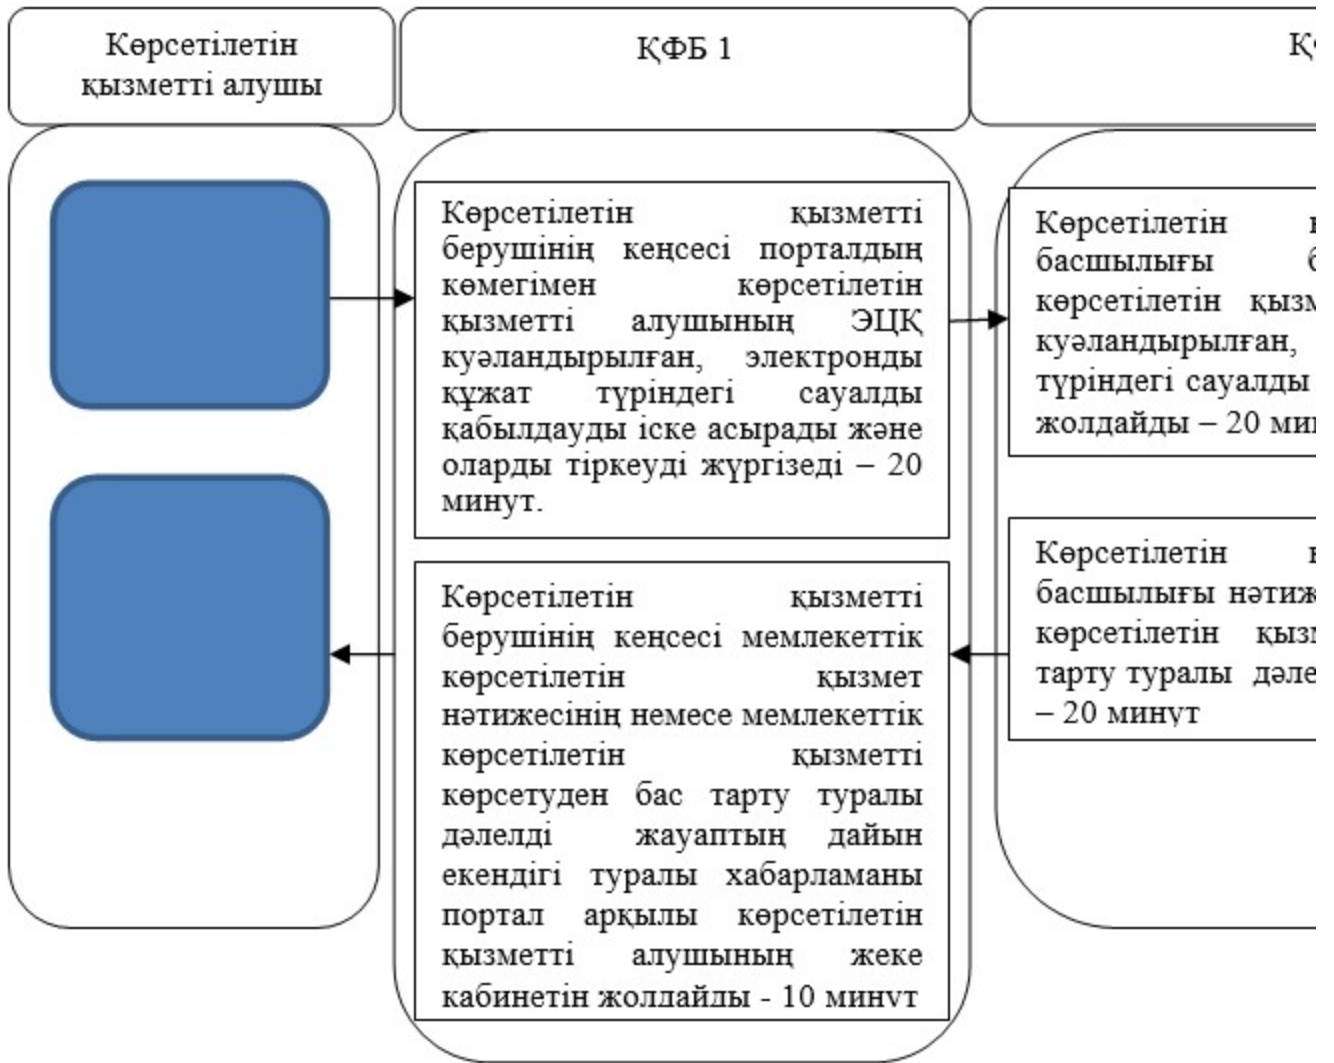 Көрсетілетін
қызметті алушы
ҚФБ 1
Көрсетілетін қызметті
берушінің кеңсесі порталдың
көмегімен көрсетілетін
қызметті алушының ЭЦҚ
куәландырылған, электронды
құжат түріндегі сауалды
қабылдауды іске асырады және
оларды тіркеуді жүргізеді – 20
минут.
Көрсетілетін қызметті
берушінің кеңсесі мемлекеттік
көрсетілетін қызмет
нәтижесінің немесе мемлекеттік
көрсетілетін қызметті
көрсетуден бас тарту туралы
дәлелді жауаптың дайын
екендігі туралы хабарламаны
портал арқылы көрсетілетін
қызметті алушының жеке
кабинетін жолдайды - 10 минут
Көрсетілетін
басшылығы
көрсетілетін
куәландырылған,
түріндегі сауалды
жолдайды – 20
Көрсетілетін
басшылығы
көрсетілетін
тарту туралы
– 20 минут